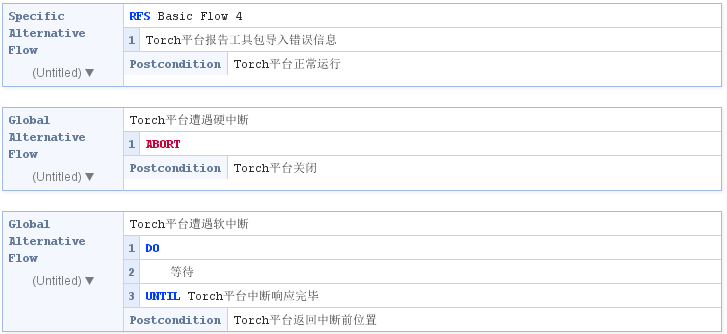 Specific
Alternative
Flow
(Untitled) ▼
RFS Basic Flow 4
1 Torch平台报告工具包导入错误信息
Postcondition Torch平台正常运行
Global
Alternative
Flow
(Untitled) ▼
Torch平台遭遇硬中断
1 ABORT
Postcondition Torch平台关闭
Global
Alternative
Flow
(Untitled) ▼
Torch平台遭遇软中断
1 DO
2 等待
3 UNTIL Torch平台中断响应完毕
Postcondition Torch平台返回中断前位置